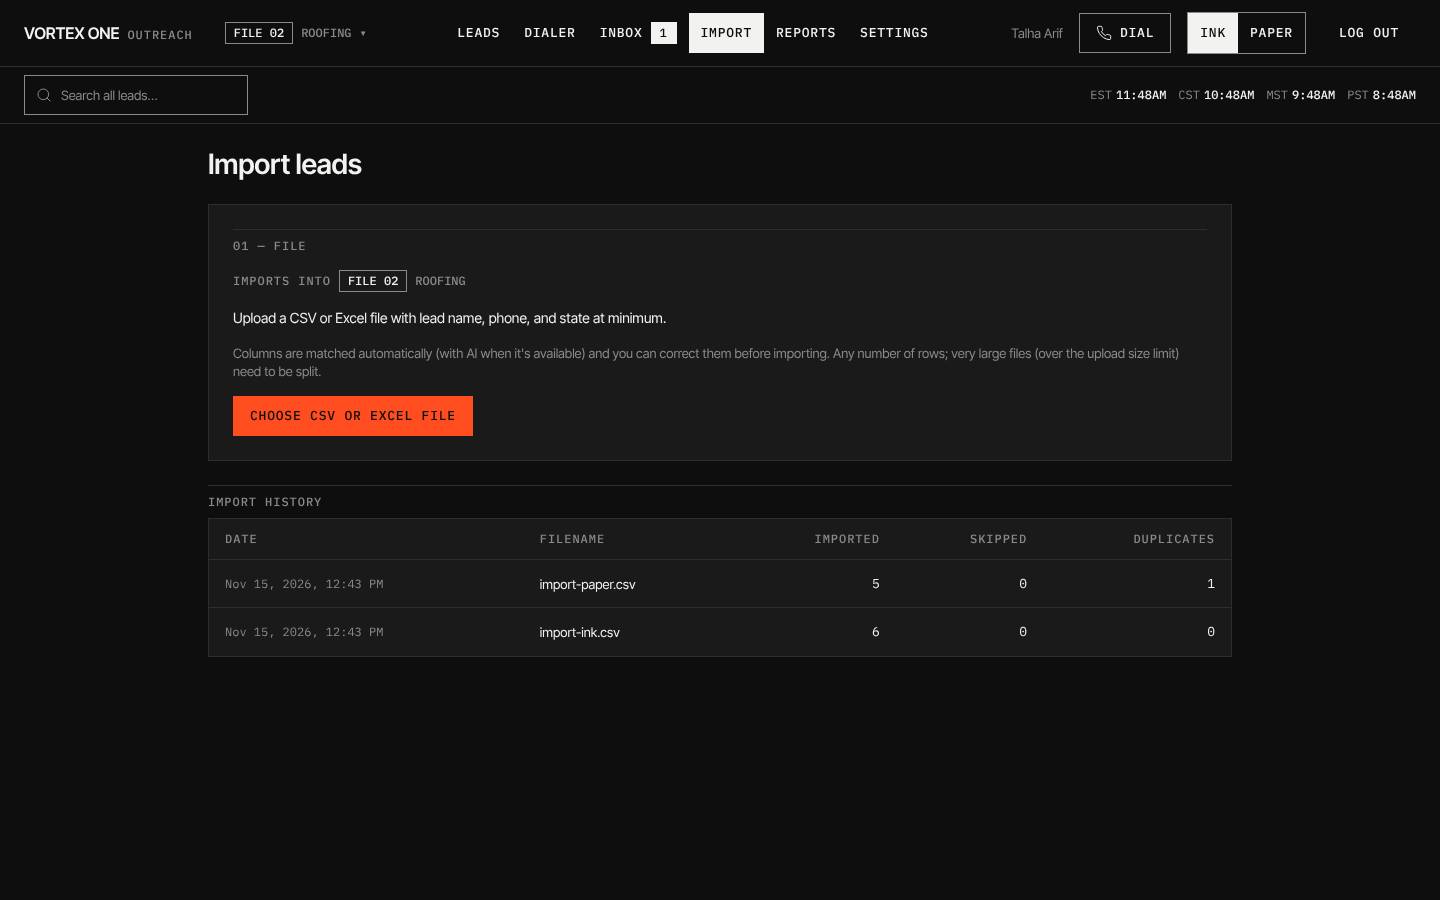 VORTEX ONE OUTREACH FILE 02 ROOFING ▾ LEADS DIALER INBOX 1 IMPORT REPORTS SETTINGS Talha Arif DIAL INK PAPER LOG OUT
Search all leads... EST 11:48AM CST 10:48AM MST 9:48AM PST 8:48AM
Import leads
01 — FILE
IMPORTS INTO FILE 02 ROOFING
Upload a CSV or Excel file with lead name, phone, and state at minimum.
Columns are matched automatically (with AI when it's available) and you can correct them before importing. Any number of rows; very large files (over the upload size limit)
need to be split.
CHOOSE CSV OR EXCEL FILE
IMPORT HISTORY
DATE FILENAME IMPORTED SKIPPED DUPLICATES
Nov 15, 2026, 12:43 PM import-paper.csv 5 0 1
Nov 15, 2026, 12:43 PM import-ink.csv 6 0 0